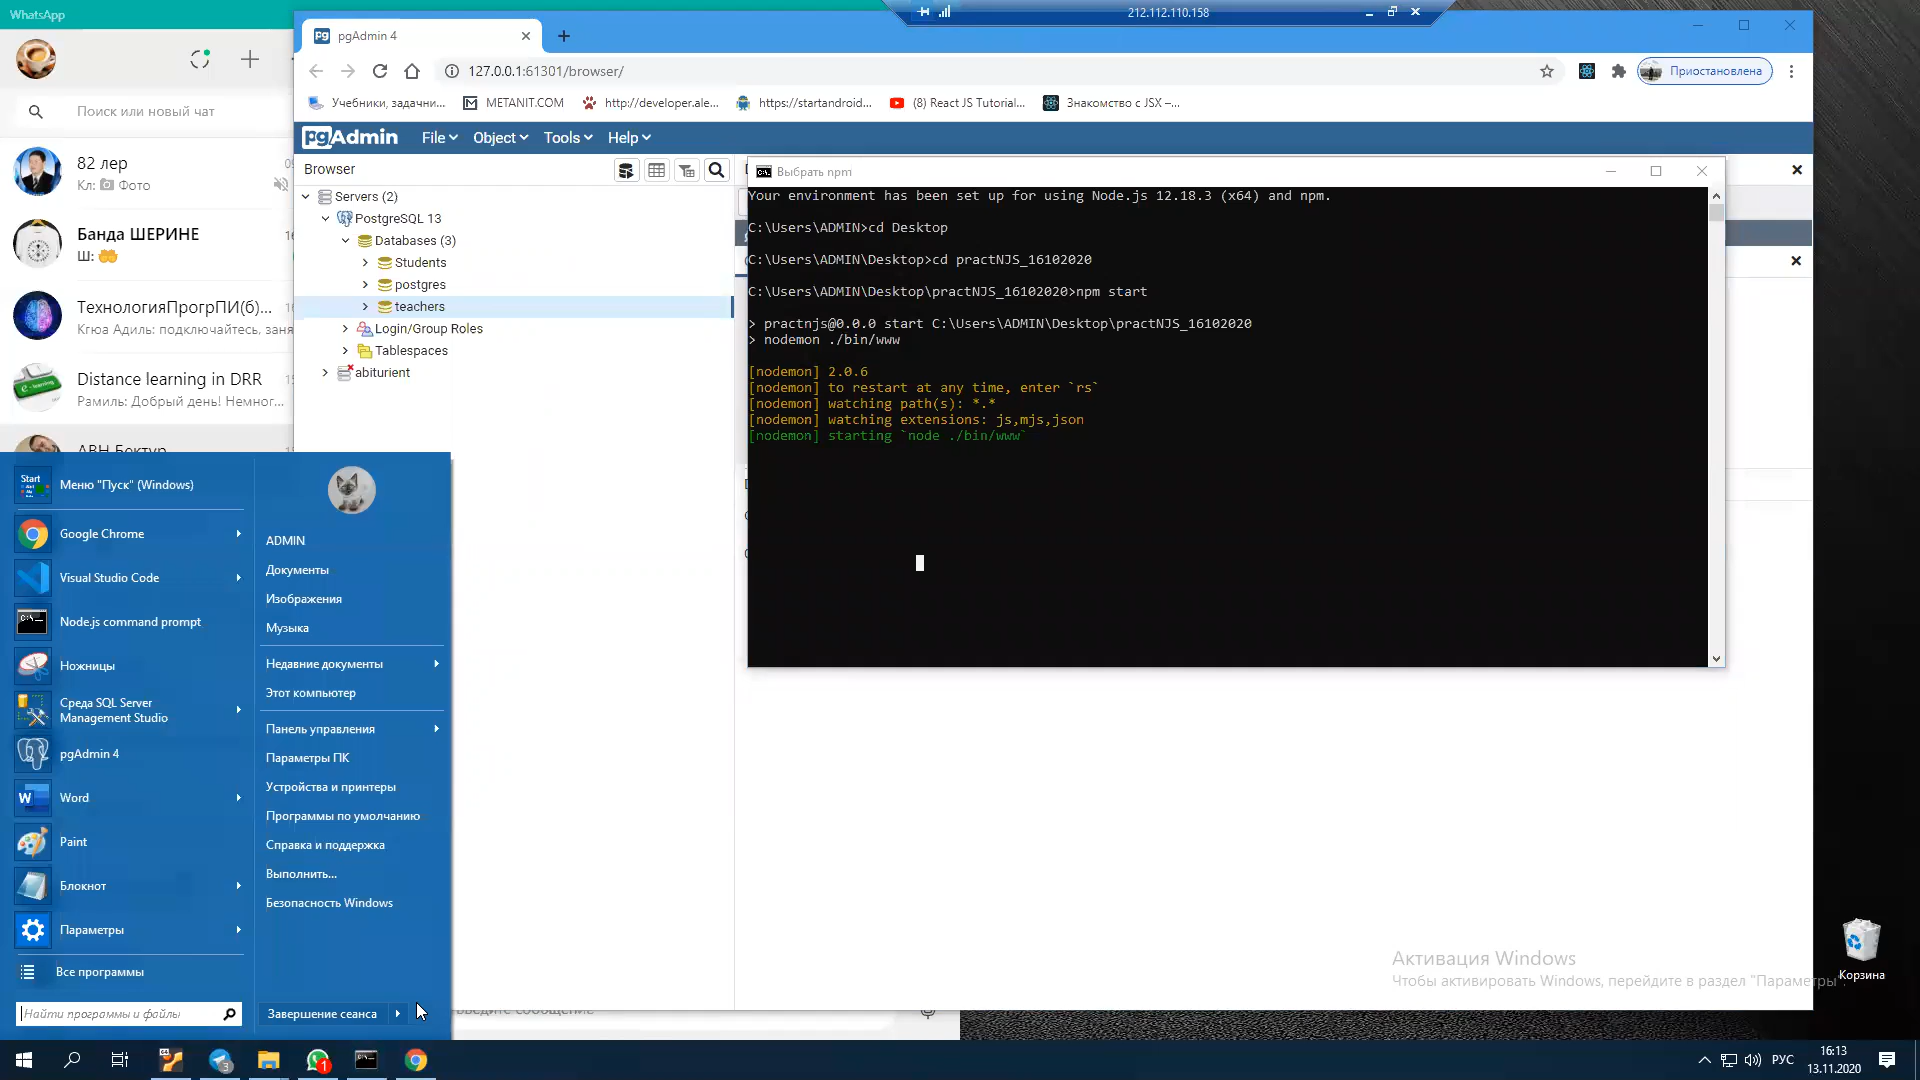 WhatsApp
212.112.110.158
pgAdmin 4
127.0.0.1:61301/browser/
Приостановлена
Учебники, задачни...
METANIT.COM
http://developer.ale...
https://startandroid...
(8) React JS Tutorial...
Знакомство с JSX –...
Поиск или новый чат
82 лер
Кл: Фото
Банда ШЕРИНЕ
Ш:
ТехнологияПрогрПИ(б)...
Кгюа Адиль: подключайтесь, заня
Distance learning in DRR
Рамиль: Добрый день! Немног...
АВН Бектур
pgAdmin
File
Object
Tools
Help
Browser
Servers (2)
PostgreSQL 13
Databases (3)
Students
postgres
teachers
Login/Group Roles
Tablespaces
abiturient
Выбрать npm
Your environment has been set up for using Node.js 12.18.3 (x64) and npm.
C:\Users\ADMIN>cd Desktop
C:\Users\ADMIN\Desktop>cd practNJS_16102020
C:\Users\ADMIN\Desktop\practNJS_16102020>npm start
> practnjs@0.0.0 start C:\Users\ADMIN\Desktop\practNJS_16102020
> nodemon ./bin/www
[nodemon] 2.0.6
[nodemon] to restart at any time, enter `rs`
[nodemon] watching path(s): *.*
[nodemon] watching extensions: js,mjs,json
[nodemon] starting `node ./bin/www`
Start
Меню "Пуск" (Windows)
Google Chrome
Visual Studio Code
Node.js command prompt
Ножницы
Среда SQL Server
Management Studio
pgAdmin 4
Word
Paint
Блокнот
Параметры
Все программы
Найти программы и файлы
ADMIN
Документы
Изображения
Музыка
Недавние документы
Этот компьютер
Панель управления
Параметры ПК
Устройства и принтеры
Программы по умолчанию
Справка и поддержка
Выполнить...
Безопасность Windows
Завершение сеанса
Активация Windows
Чтобы активировать Windows, перейдите в раздел "Параметры".
Корзина
3
1
РУС
16:13
13.11.2020